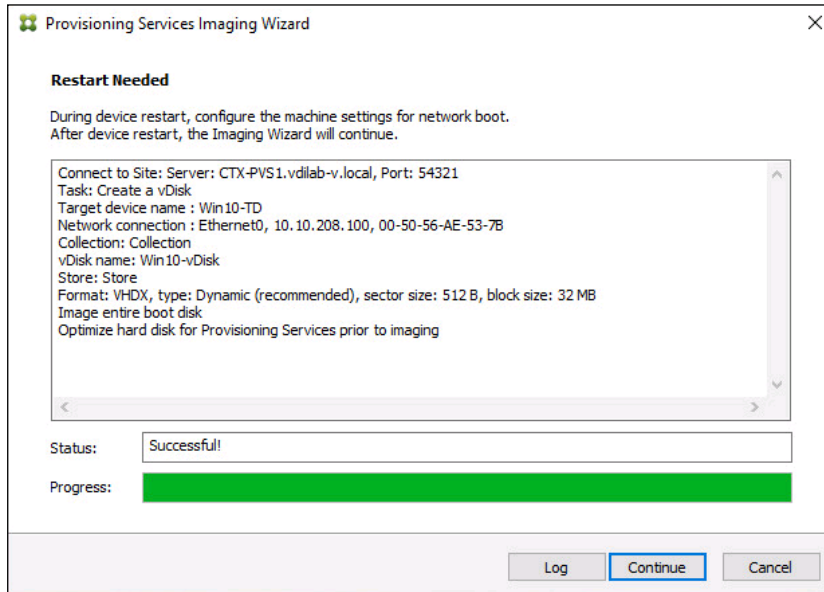 Provisioning Services Imaging Wizard
Restart Needed
During device restart, configure the machine settings for network boot.
After device restart, the Imaging Wizard will continue.
Connect to Site: Server: CTX-PVS1.vdilab-v.local, Port: 54321
Task: Create a vDisk
Target device name : Win10-TD
Network connection : Ethernet0, 10.10.208.100, 00-50-56-AE-53-7B
Collection: Collection
vDisk name: Win10-vDisk
Store: Store
Format: VHDX, type: Dynamic (recommended), sector size: 512 B, block size: 32 MB
Image entire boot disk
Optimize hard disk for Provisioning Services prior to imaging
Status: Successful!
Progress:
Log Continue Cancel